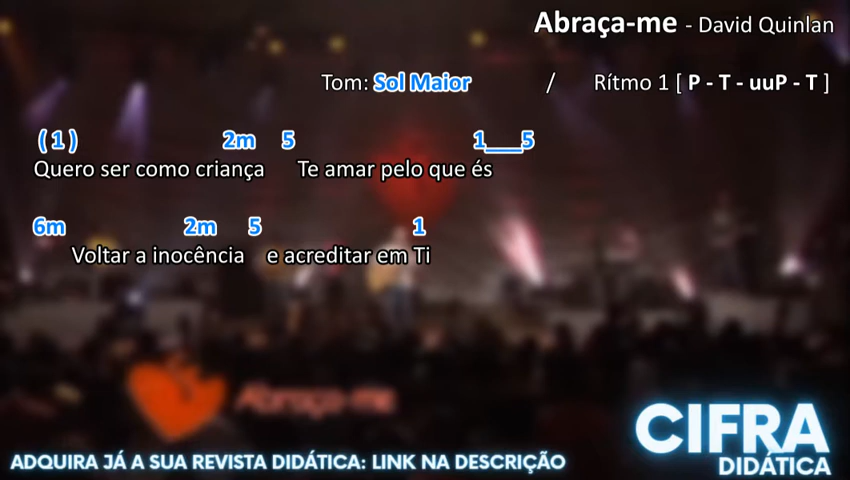 Abraça-me - David Quinlan
Tom: Sol Maior / Rítmo 1 [ P - T - uuP - T ]
( 1 ) 2m 5 1___5
Quero ser como criança Te amar pelo que és
6m 2m 5 1
Voltar a inocência e acreditar em Ti
Abraça-me
CIFRA
DIDÁTICA
ADQUIRA JÁ A SUA REVISTA DIDÁTICA: LINK NA DESCRIÇÃO